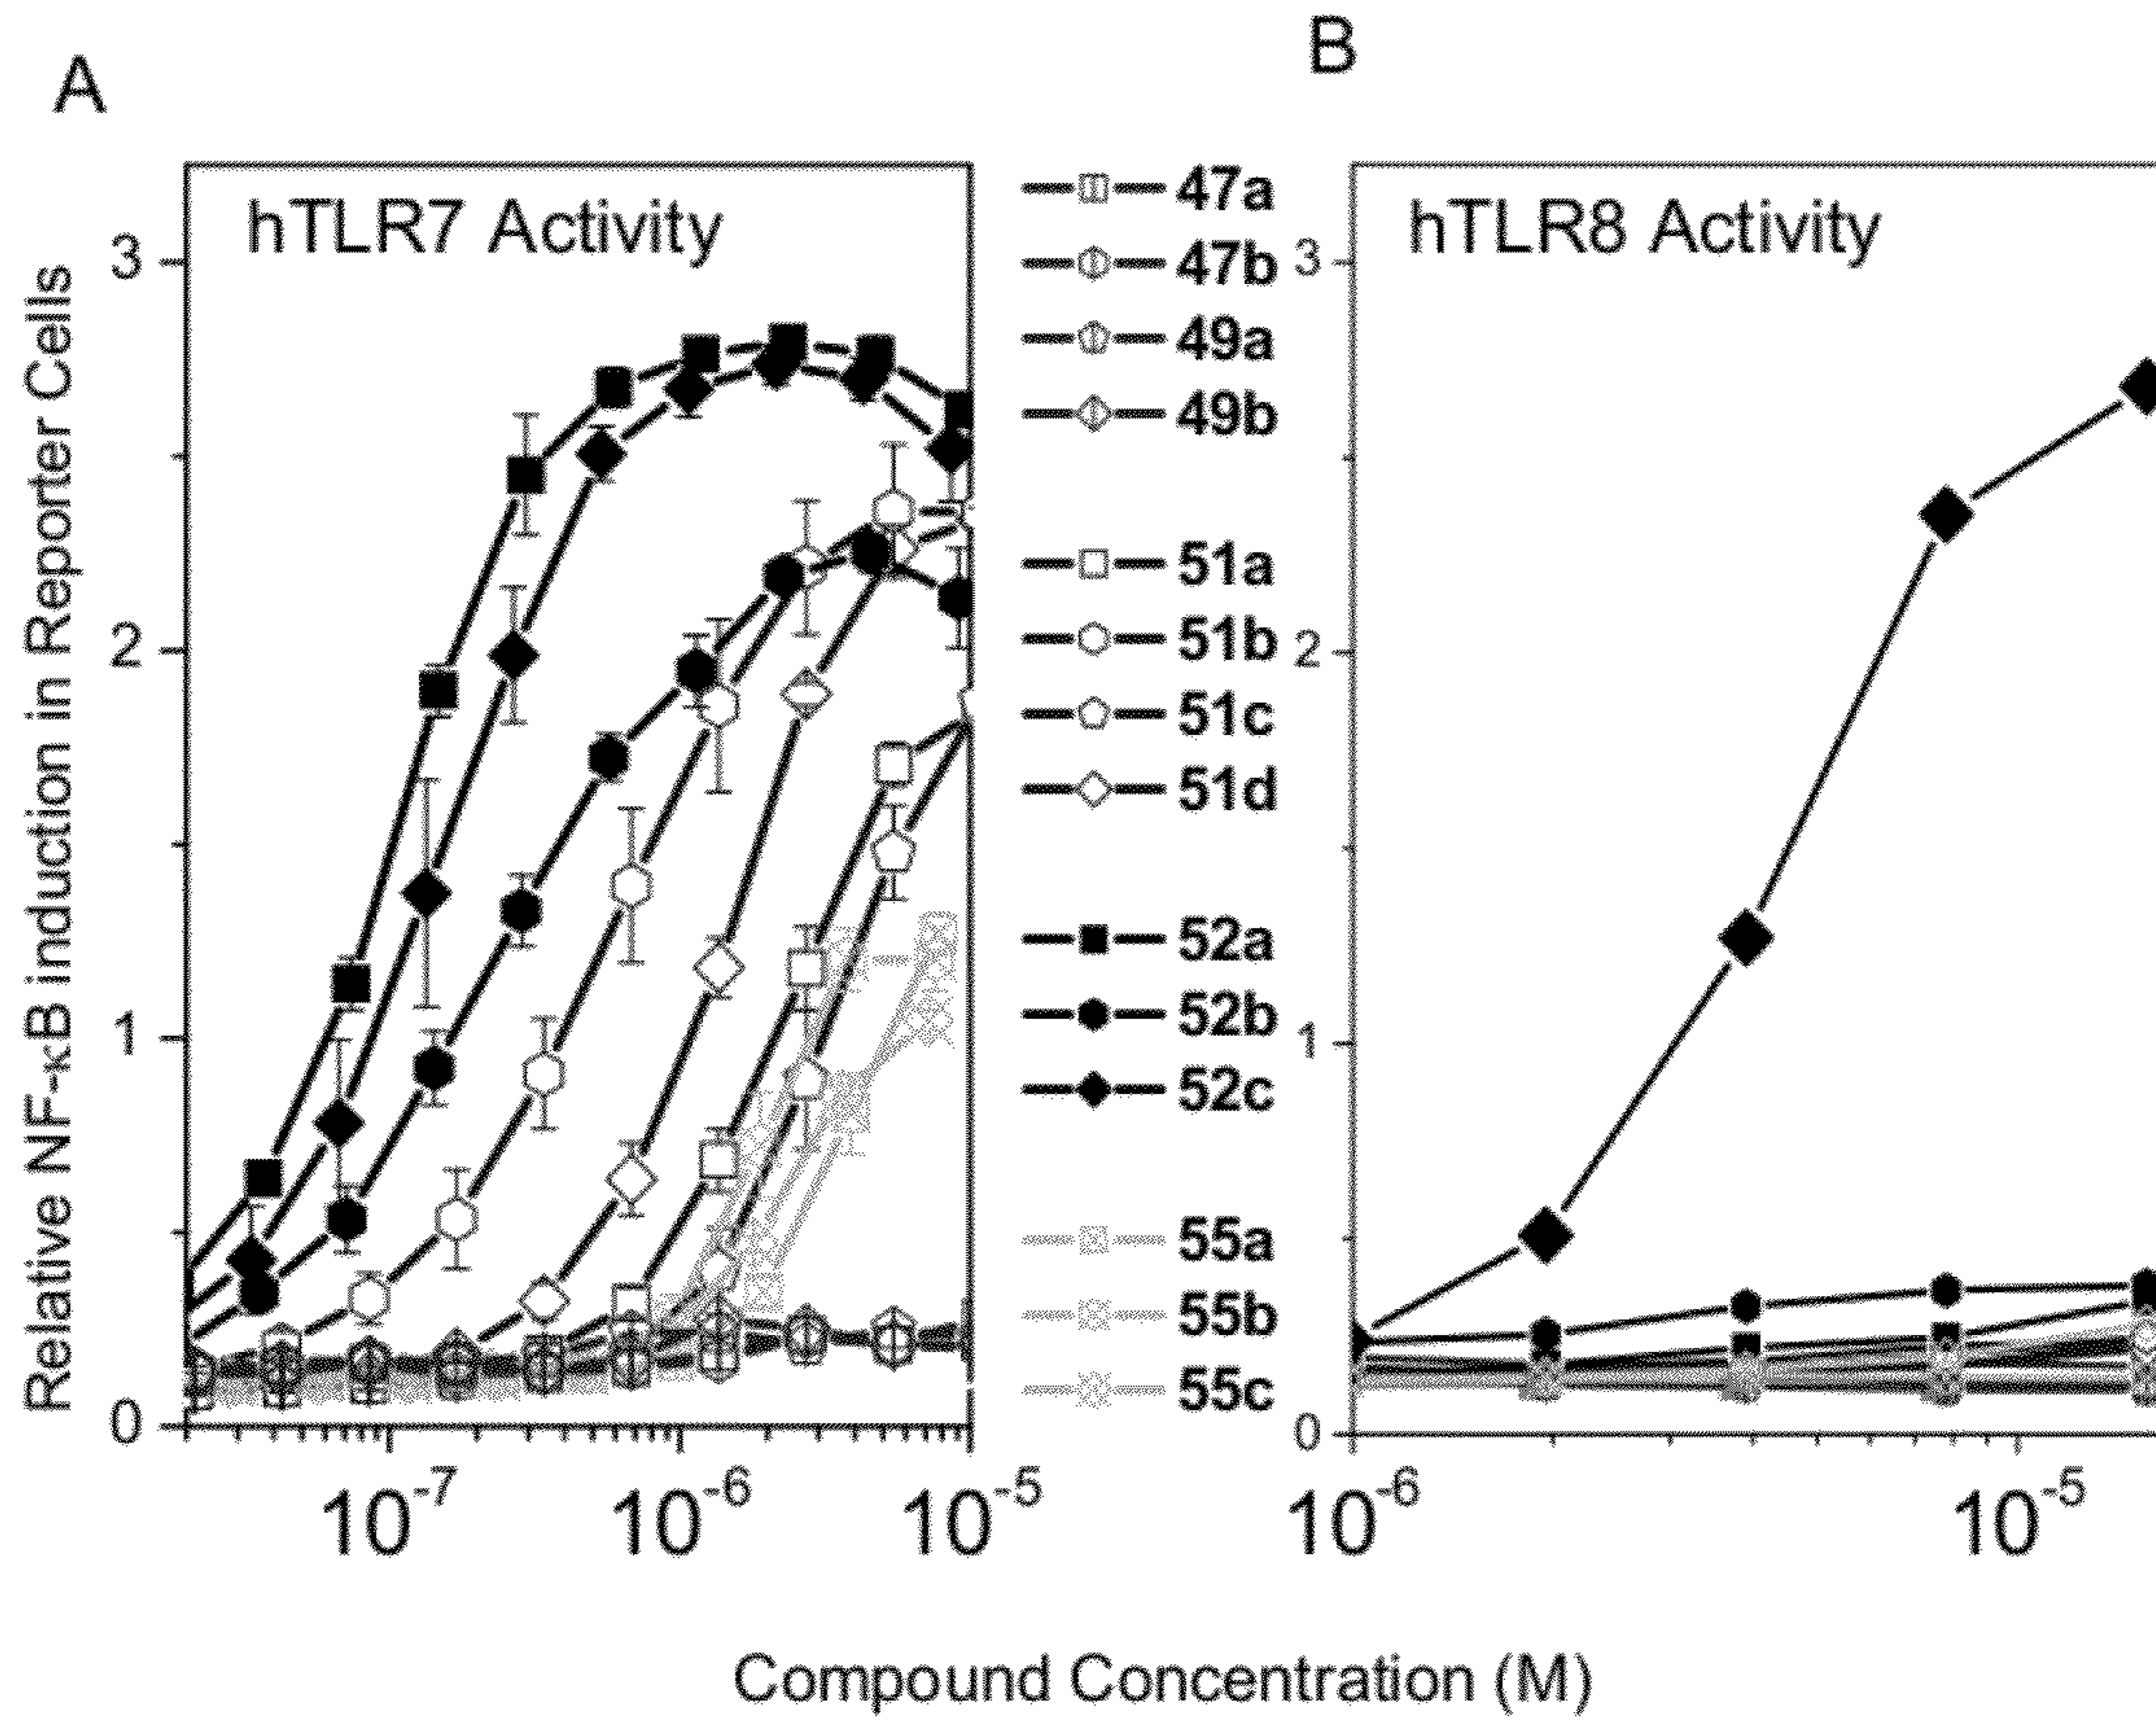 A
B
hTLR7 Activity
hTLR8 Activity
Relative NF-κB induction in Reporter Cells
3
2
1
0
10-7
10-6
10-5
47a
47b
49a
49b
51a
51b
51c
51d
52a
52b
52c
55a
55b
55c
3
2
1
0
10-6
10-5
Compound Concentration (M)